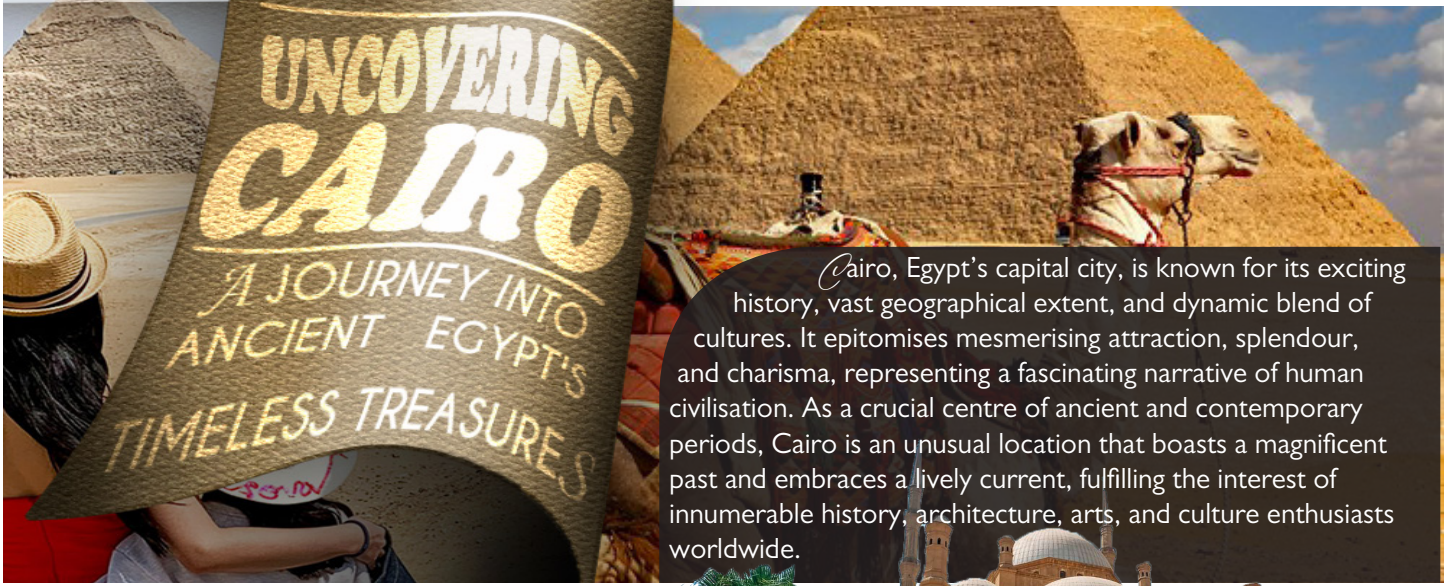 UNCOVERING
CAIRO
A JOURNEY INTO
ANCIENT EGYPT'S
TIMELESS TREASURES
Cairo, Egypt’s capital city, is known for its exciting
history, vast geographical extent, and dynamic blend of
cultures. It epitomises mesmerising attraction, splendour,
and charisma, representing a fascinating narrative of human
civilisation. As a crucial centre of ancient and contemporary
periods, Cairo is an unusual location that boasts a magnificent
past and embraces a lively current, fulfilling the interest of
innumerable history, architecture, arts, and culture enthusiasts
worldwide.